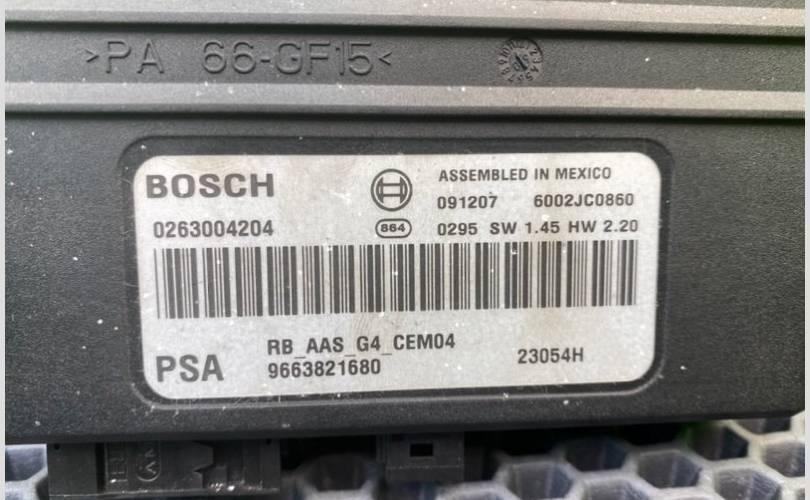 >PA 66-GF15<
BOSCH
ASSEMBLED IN MEXICO
091207 6002JC0860
0263004204
864
0295 SW 1.45 HW 2.20
RB_AAS_G4_CEM04
PSA
9663821680
23054H